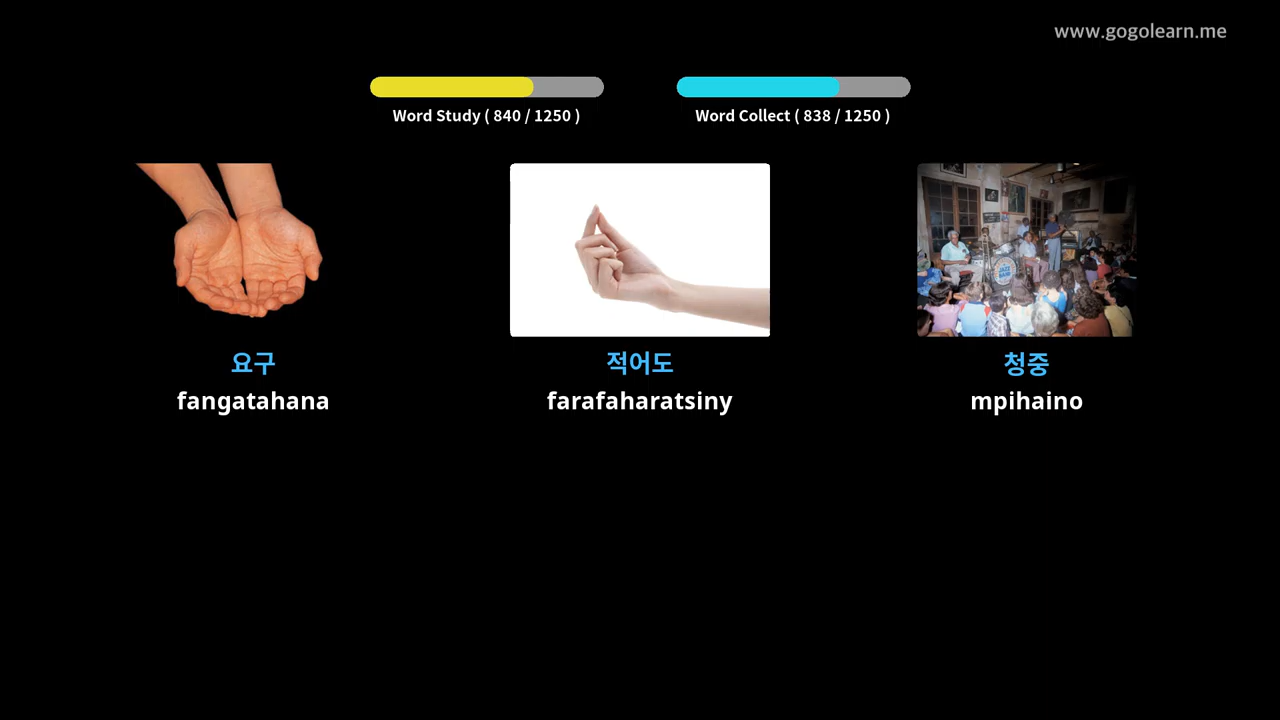 www.gogolearn.me
Word Study ( 840 / 1250 )
Word Collect ( 838 / 1250 )
요구
fangatahana
적어도
farafaharatsiny
청중
mpihaino